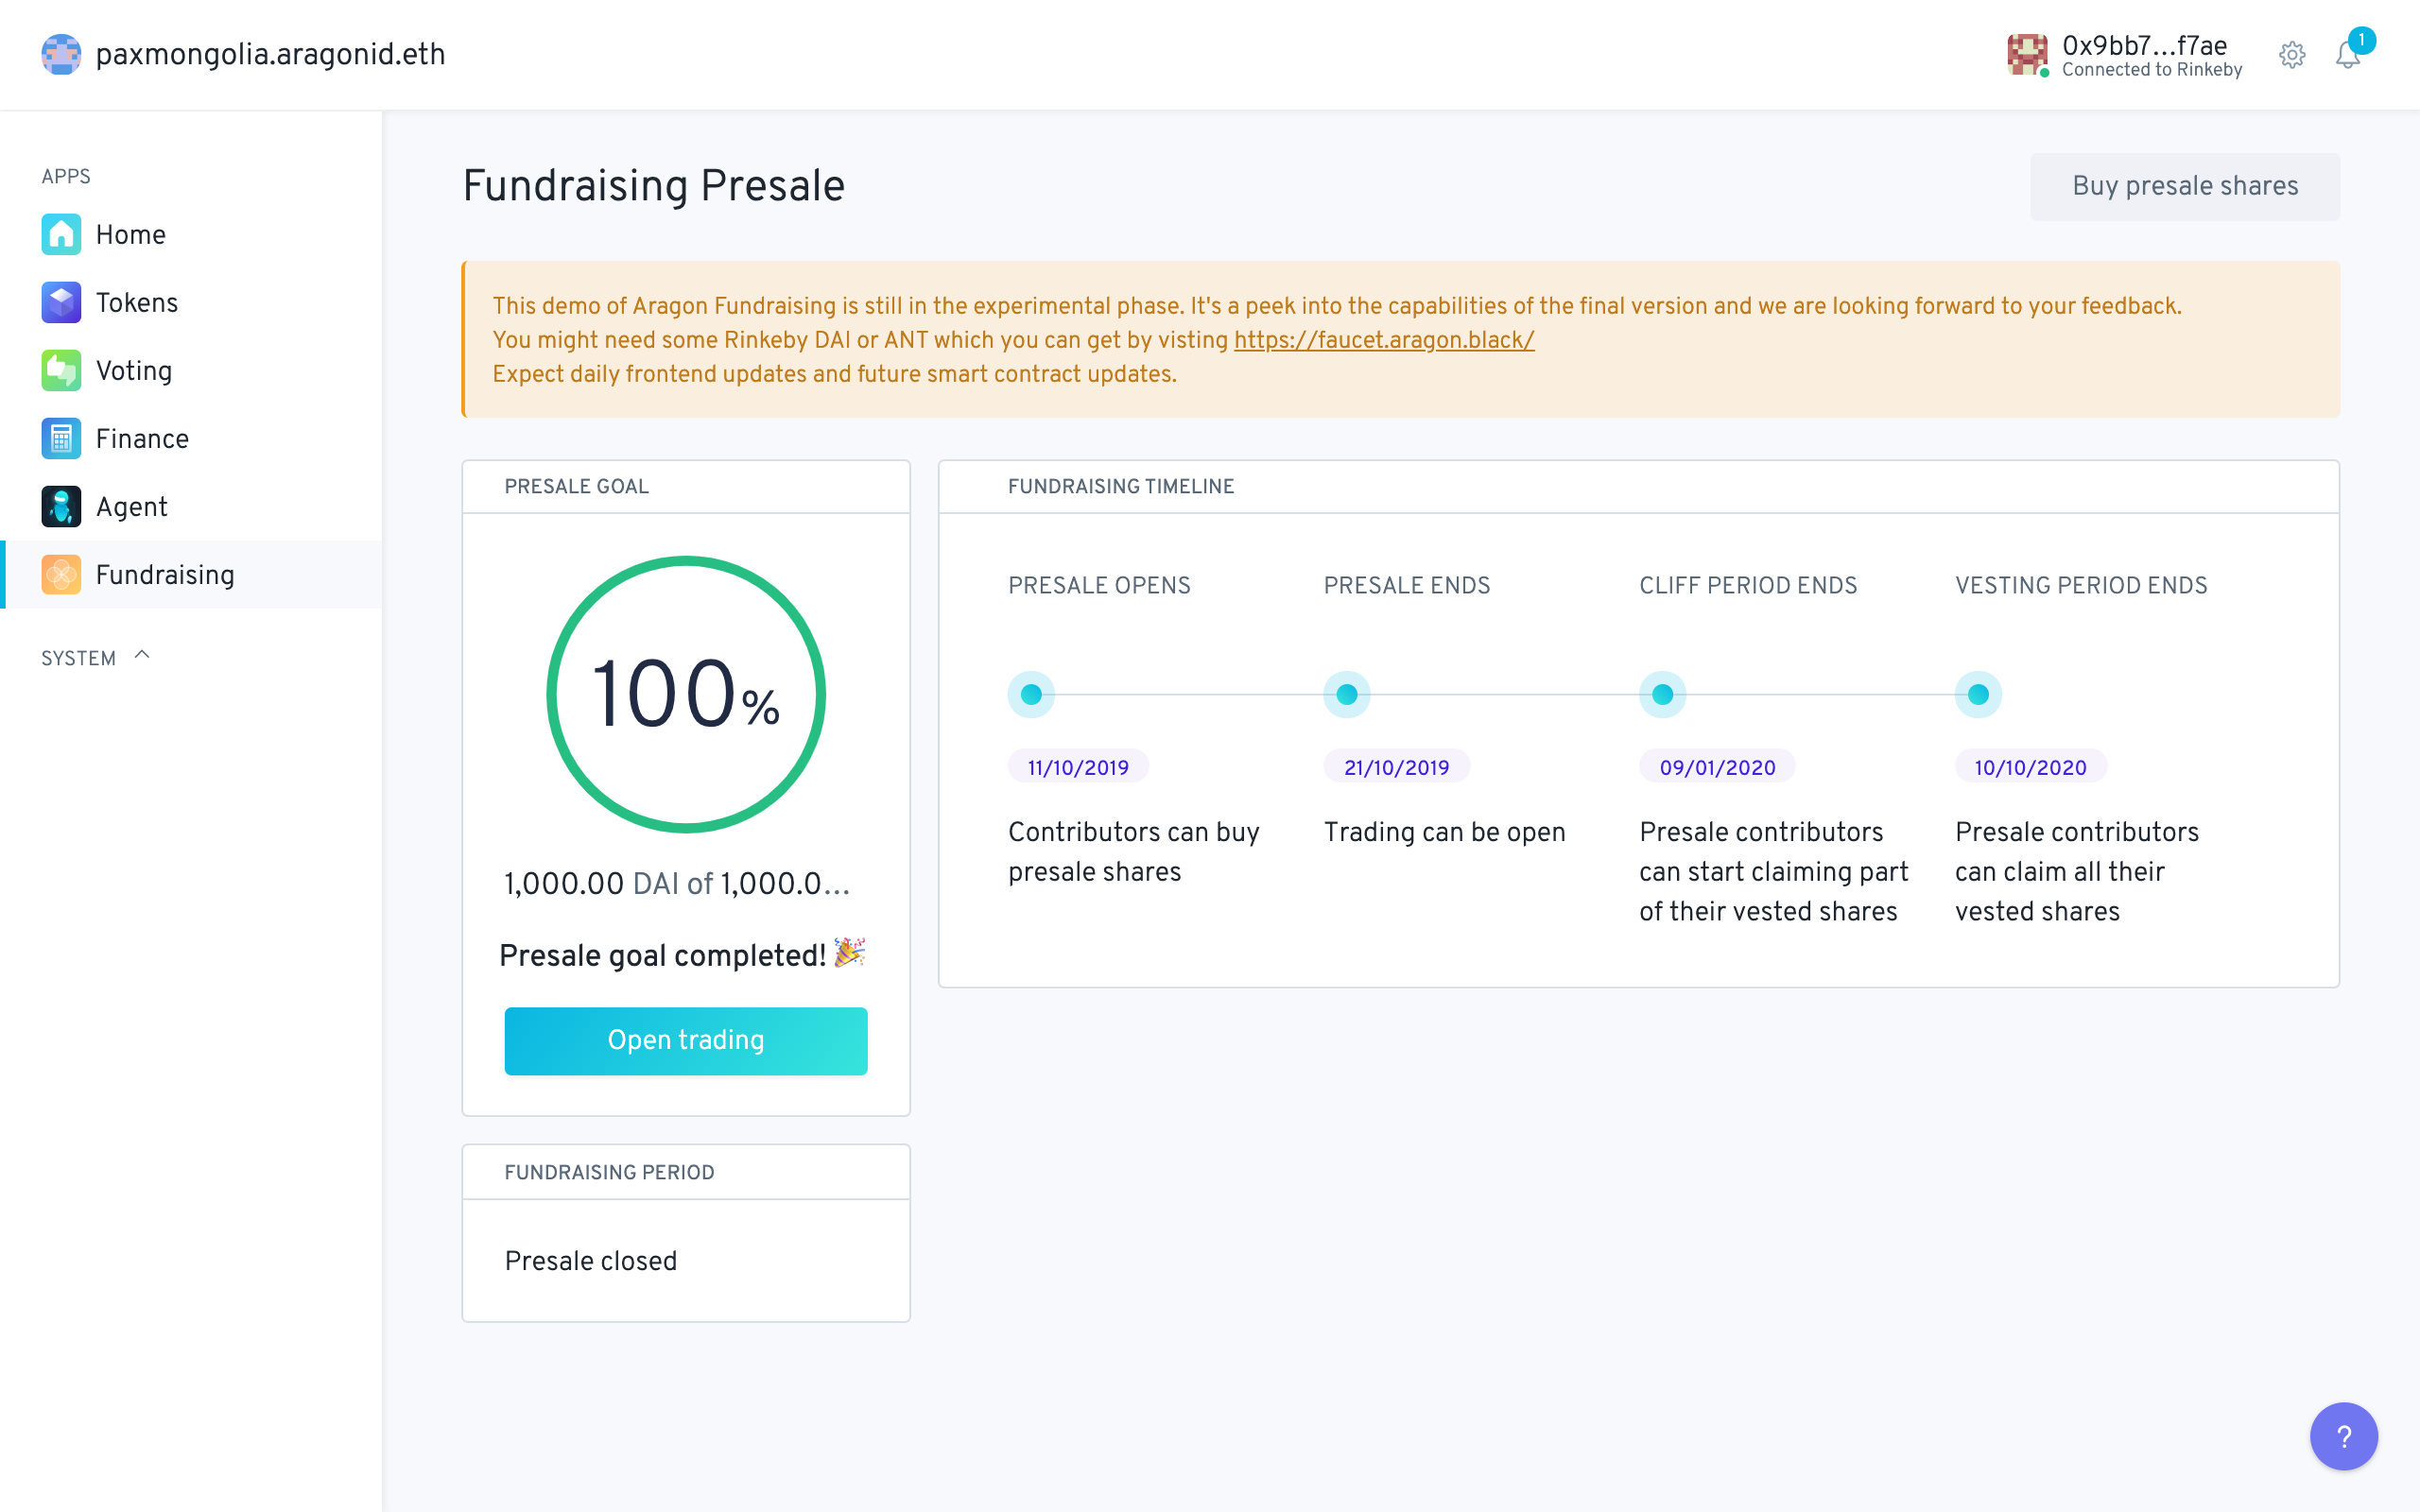 paxmongolia.aragonid.eth
0x9bb7...f7ae
Connected to Rinkeby
1
APPS
Home
Tokens
Voting
Finance
Agent
Fundraising
SYSTEM
Fundraising Presale
Buy presale shares
This demo of Aragon Fundraising is still in the experimental phase. It's a peek into the capabilities of the final version and we are looking forward to your feedback.
You might need some Rinkeby DAI or ANT which you can get by visting https://faucet.aragon.black/
Expect daily frontend updates and future smart contract updates.
PRESALE GOAL
100%
1,000.00 DAI of 1,000.0...
Presale goal completed! 🎉
Open trading
FUNDRAISING PERIOD
Presale closed
FUNDRAISING TIMELINE
PRESALE OPENS
11/10/2019
Contributors can buy
presale shares
PRESALE ENDS
21/10/2019
Trading can be open
CLIFF PERIOD ENDS
09/01/2020
Presale contributors
can start claiming part
of their vested shares
VESTING PERIOD ENDS
10/10/2020
Presale contributors
can claim all their
vested shares
?